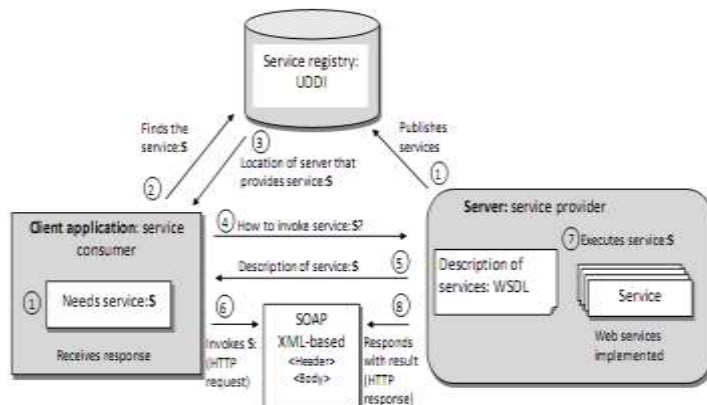 Service registry:
UDDI
Finds the
service:$
2
3
Location of server that
provides service:$
Publishes
services
1
Client application: service
consumer
1
Needs service:$
Receives response
4
How to invoke service:$?
Description of service:$
5
Server: service provider
7
Executes service:$
Description of
services: WSDL
Service
Web services
implemented
6
Invokes $:
(HTTP
request)
SOAP
XML-based
<Header>
<Body>
8
Responds
with result
(HTTP
response)